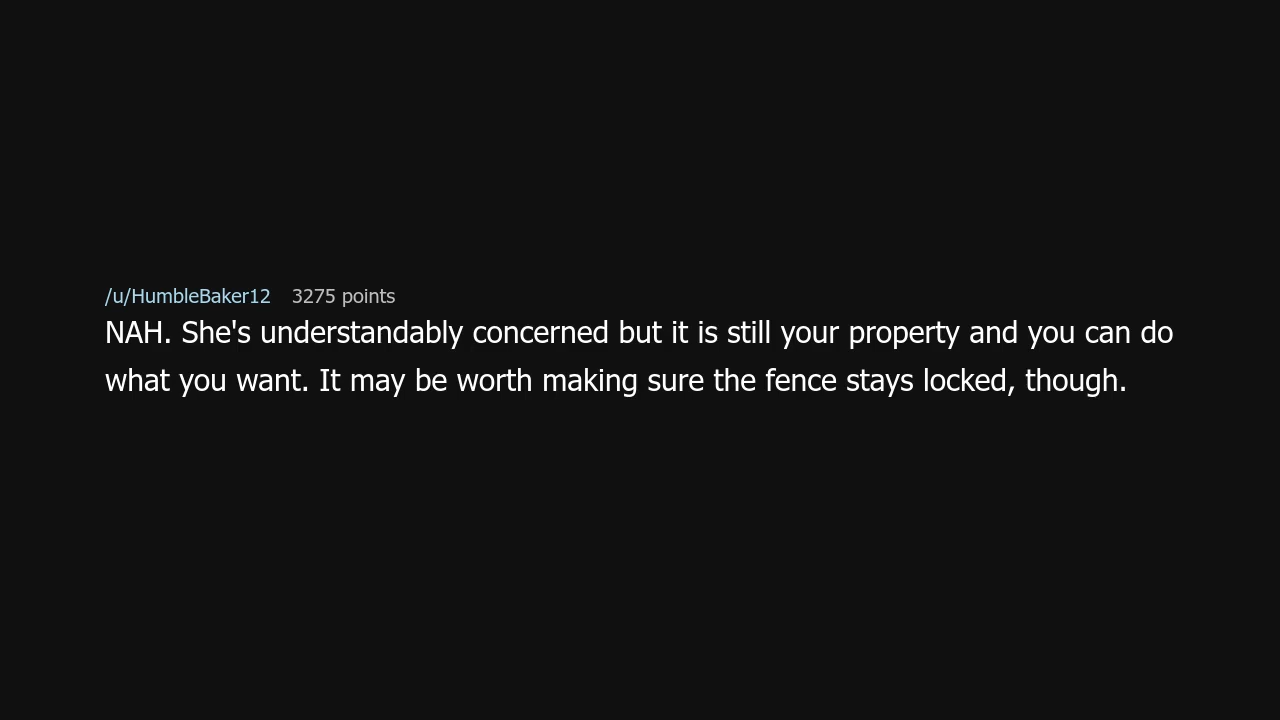 /u/HumbleBaker12 3275 points
NAH. She's understandably concerned but it is still your property and you can do
what you want. It may be worth making sure the fence stays locked, though.